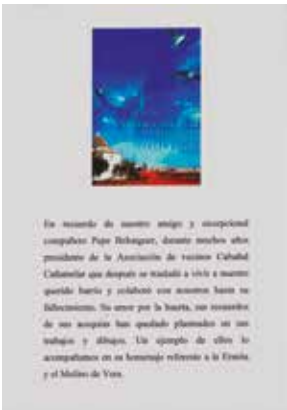 En recuerdo de nuestro amigo y excepcional
compañero Pepe Belenguer, durante muchos años
presidente de la Asociación de vecinos Cabañal
Cañamelar que después se trasladó a vivir a nuestro
querido barrio y colaboró con nosotros hasta su
fallecimiento. Su amor por la huerta, sus recuerdos
de sus acequias han quedado plasmados en sus
trabajos y dibujos. Un ejemplo de ellos lo
acompañamos en su homenaje referente a la Ermita
y el Molino de Vera.